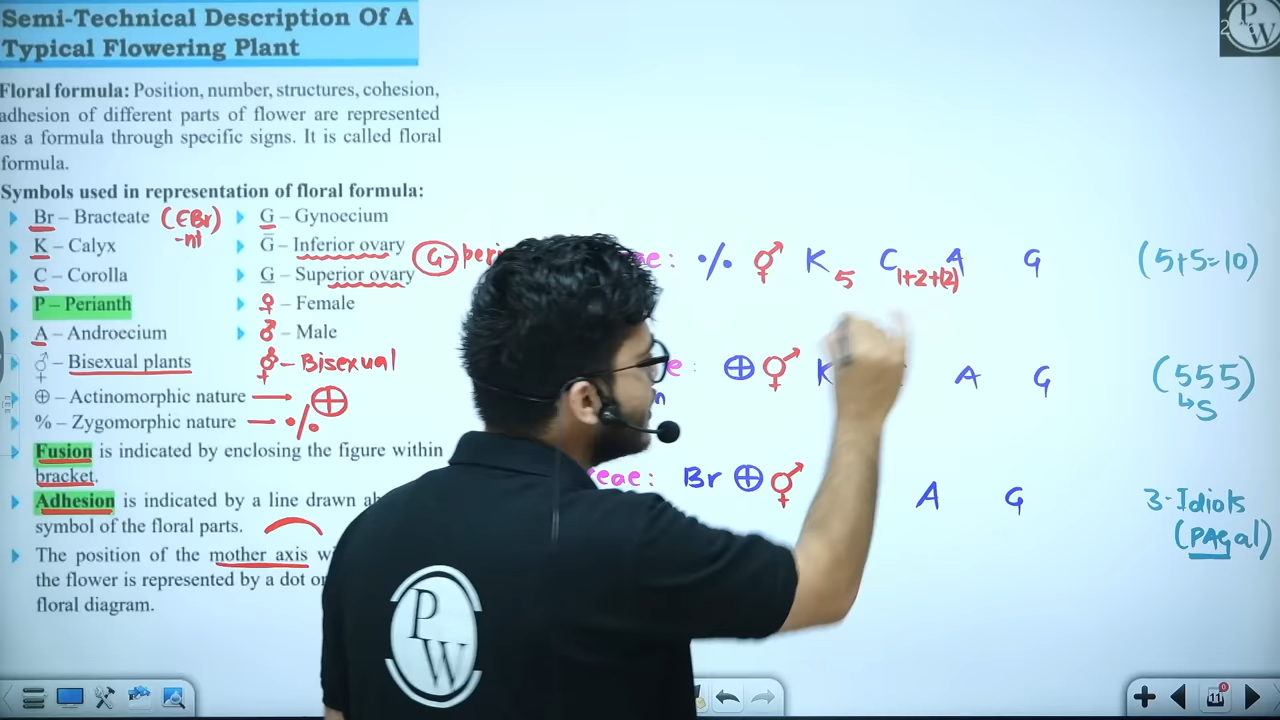 Semi-Technical Description Of A
Typical Flowering Plant
Floral formula: Position, number, structures, cohesion,
adhesion of different parts of flower are represented
as a formula through specific signs. It is called floral
formula.
Symbols used in representation of floral formula:
Br – Bracteate (EBr)
K – Calyx
C – Corolla
P – Perianth
A – Androecium
⚥ – Bisexual plants
⊕ – Actinomorphic nature → ⊕
% – Zygomorphic nature → %
G – Gynoecium
G̅ – Inferior ovary G- peri
G̲ – Superior ovary
♀ – Female
♂ – Male
⚥ – Bisexual
Fusion is indicated by enclosing the figure within
bracket.
Adhesion is indicated by a line drawn
symbol of the floral parts.
The position of the mother axis
the flower is represented by a dot
floral diagram.
: % ⚥ K5 C1+2+(2) A G (5+5=10)
: ⊕ ⚥ K A G (555)
↳5
eae: Br ⊕ ⚥ A G 3-Idiots
(PAGal)
PW
PW
11